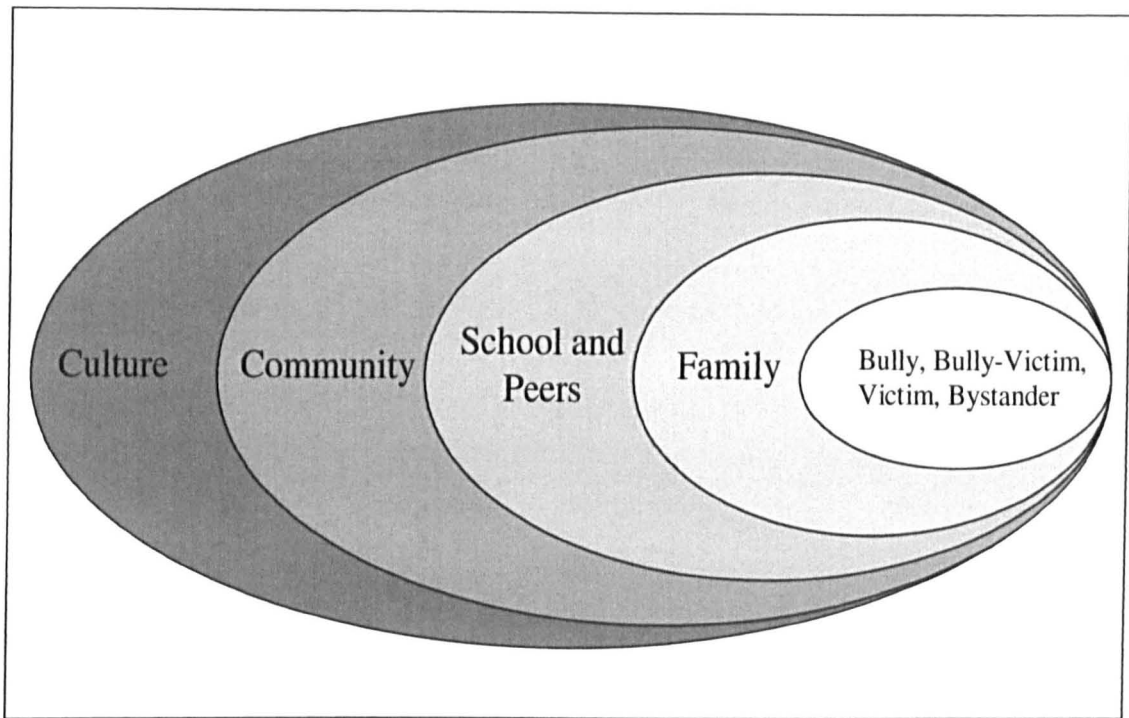 Culture
Community
School and
Peers
Family
Bully, Bully-Victim,
Victim, Bystander